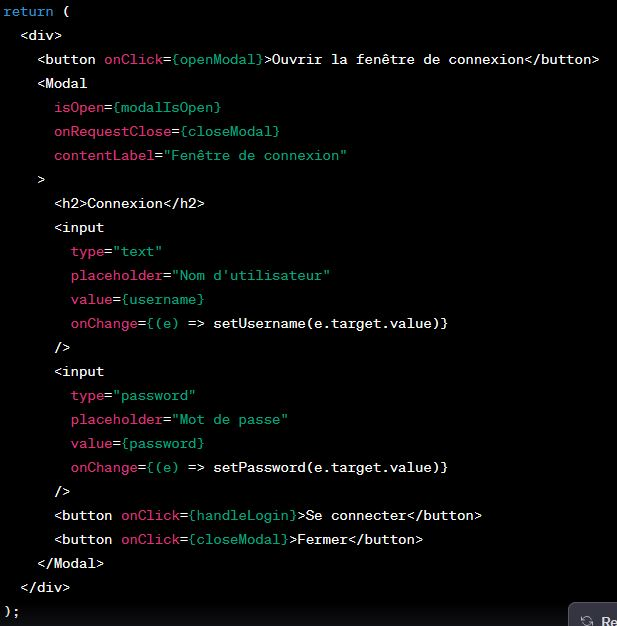 return (
  <div>
    <button onClick={openModal}>Ouvrir la fenêtre de connexion</button>
    <Modal
      isOpen={modalIsOpen}
      onRequestClose={closeModal}
      contentLabel="Fenêtre de connexion"
    >
      <h2>Connexion</h2>
      <input
        type="text"
        placeholder="Nom d'utilisateur"
        value={username}
        onChange={(e) => setUsername(e.target.value)}
      />
      <input
        type="password"
        placeholder="Mot de passe"
        value={password}
        onChange={(e) => setPassword(e.target.value)}
      />
      <button onClick={handleLogin}>Se connecter</button>
      <button onClick={closeModal}>Fermer</button>
    </Modal>
  </div>
);